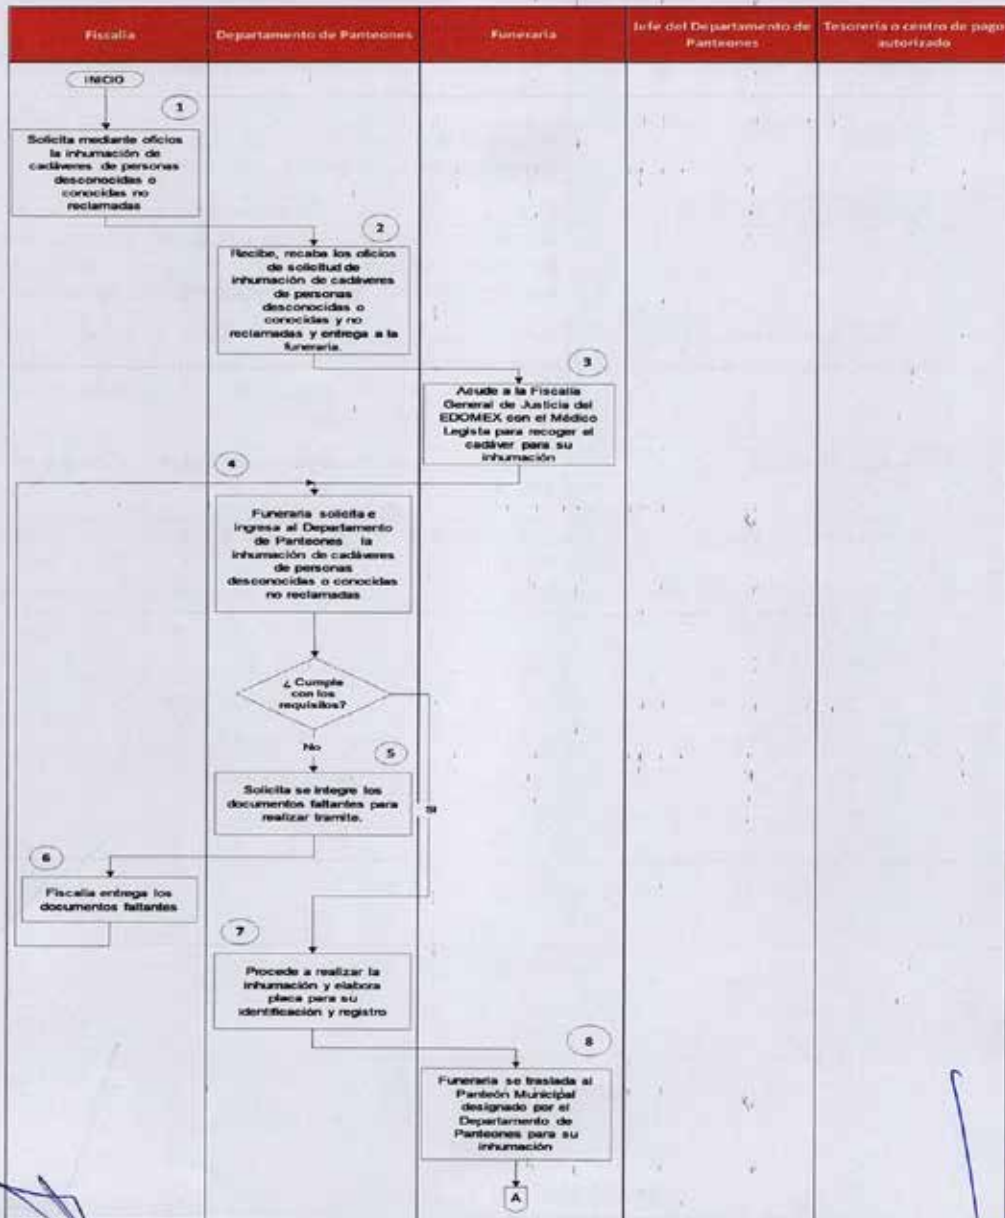 Fiscalia
Departamento de Panteones
Funeraria
Jefe del Departamento de
Panteones
Tesorería o centro de pago
autorizado
INICIO
1
Solicita mediante oficios
la inhumación de
cadáveres de personas
desconocidas o
conocidas no
reclamadas
2
Recibe, recaba los oficios
de solicitud de
inhumación de cadáveres
de personas
desconocidas o
conocidas y no
reclamadas y entrega a la
funeraria.
3
Acude a la Fiscalía
General de Justicia del
EDOMEX con el Médico
Legista para recoger el
cadáver para su
inhumación
4
Funeraria solicita e
ingresa al Departamento
de Panteones la
inhumación de cadáveres
de personas
desconocidas o conocidas
no reclamadas
¿ Cumple
con los
requisitos?
No
5
Solicita se integre los
documentos faltantes para
realizar tramite.
SI
6
Fiscalía entrega los
documentos faltantes
7
Procede a realizar la
inhumación y elabora
placa para su
identificación y registro
8
Funeraria se traslada al
Panteón Municipal
designado por el
Departamento de
Panteones para su
inhumación
A